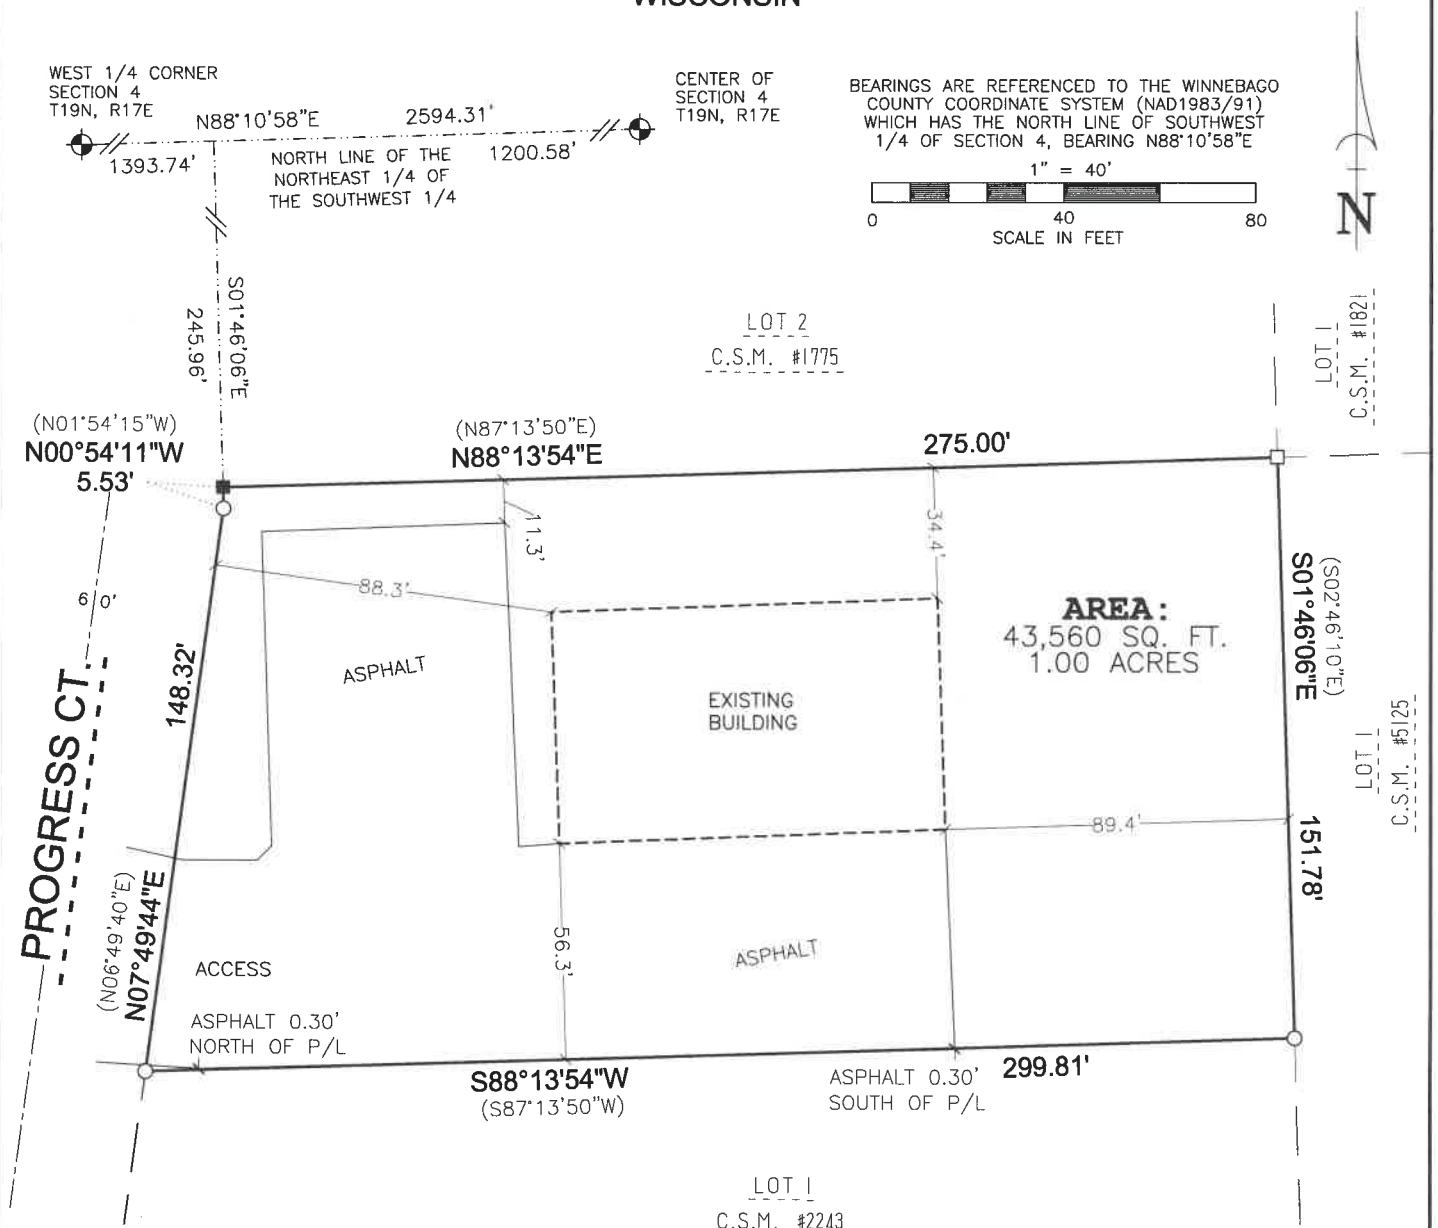 WISCONSIN
WEST 1/4 CORNER
SECTION 4
T19N, R17E
N88°10'58"E
2594.31'
CENTER OF
SECTION 4
T19N, R17E
1393.74'
NORTH LINE OF THE
NORTHEAST 1/4 OF
THE SOUTHWEST 1/4
1200.58'
BEARINGS ARE REFERENCED TO THE WINNEBAGO
COUNTY COORDINATE SYSTEM (NAD1983/91)
WHICH HAS THE NORTH LINE OF SOUTHWEST
1/4 OF SECTION 4, BEARING N88°10'58"E
1" = 40'
0 40 80
SCALE IN FEET
N
S01°46'06"E
245.96'
LOT 2
C.S.M. #1775
LOT 1
C.S.M. #1821
(N01°54'15"W)
N00°54'11"W
5.53'
(N87°13'50"E)
N88°13'54"E
275.00'
11.3'
34.4'
88.3'
60'
AREA:
43,560 SQ. FT.
1.00 ACRES
S01°46'06"E
(S02°46'10"E)
151.78'
ASPHALT
EXISTING
BUILDING
148.32'
PROGRESS CT.
LOT 1
C.S.M. #5125
89.4'
(N06°49'40"E)
N07°49'44"E
56.3'
ASPHALT
ACCESS
ASPHALT 0.30'
NORTH OF P/L
S88°13'54"W
(S87°13'50"W)
ASPHALT 0.30'
SOUTH OF P/L
299.81'
LOT 1
C.S.M. #2243